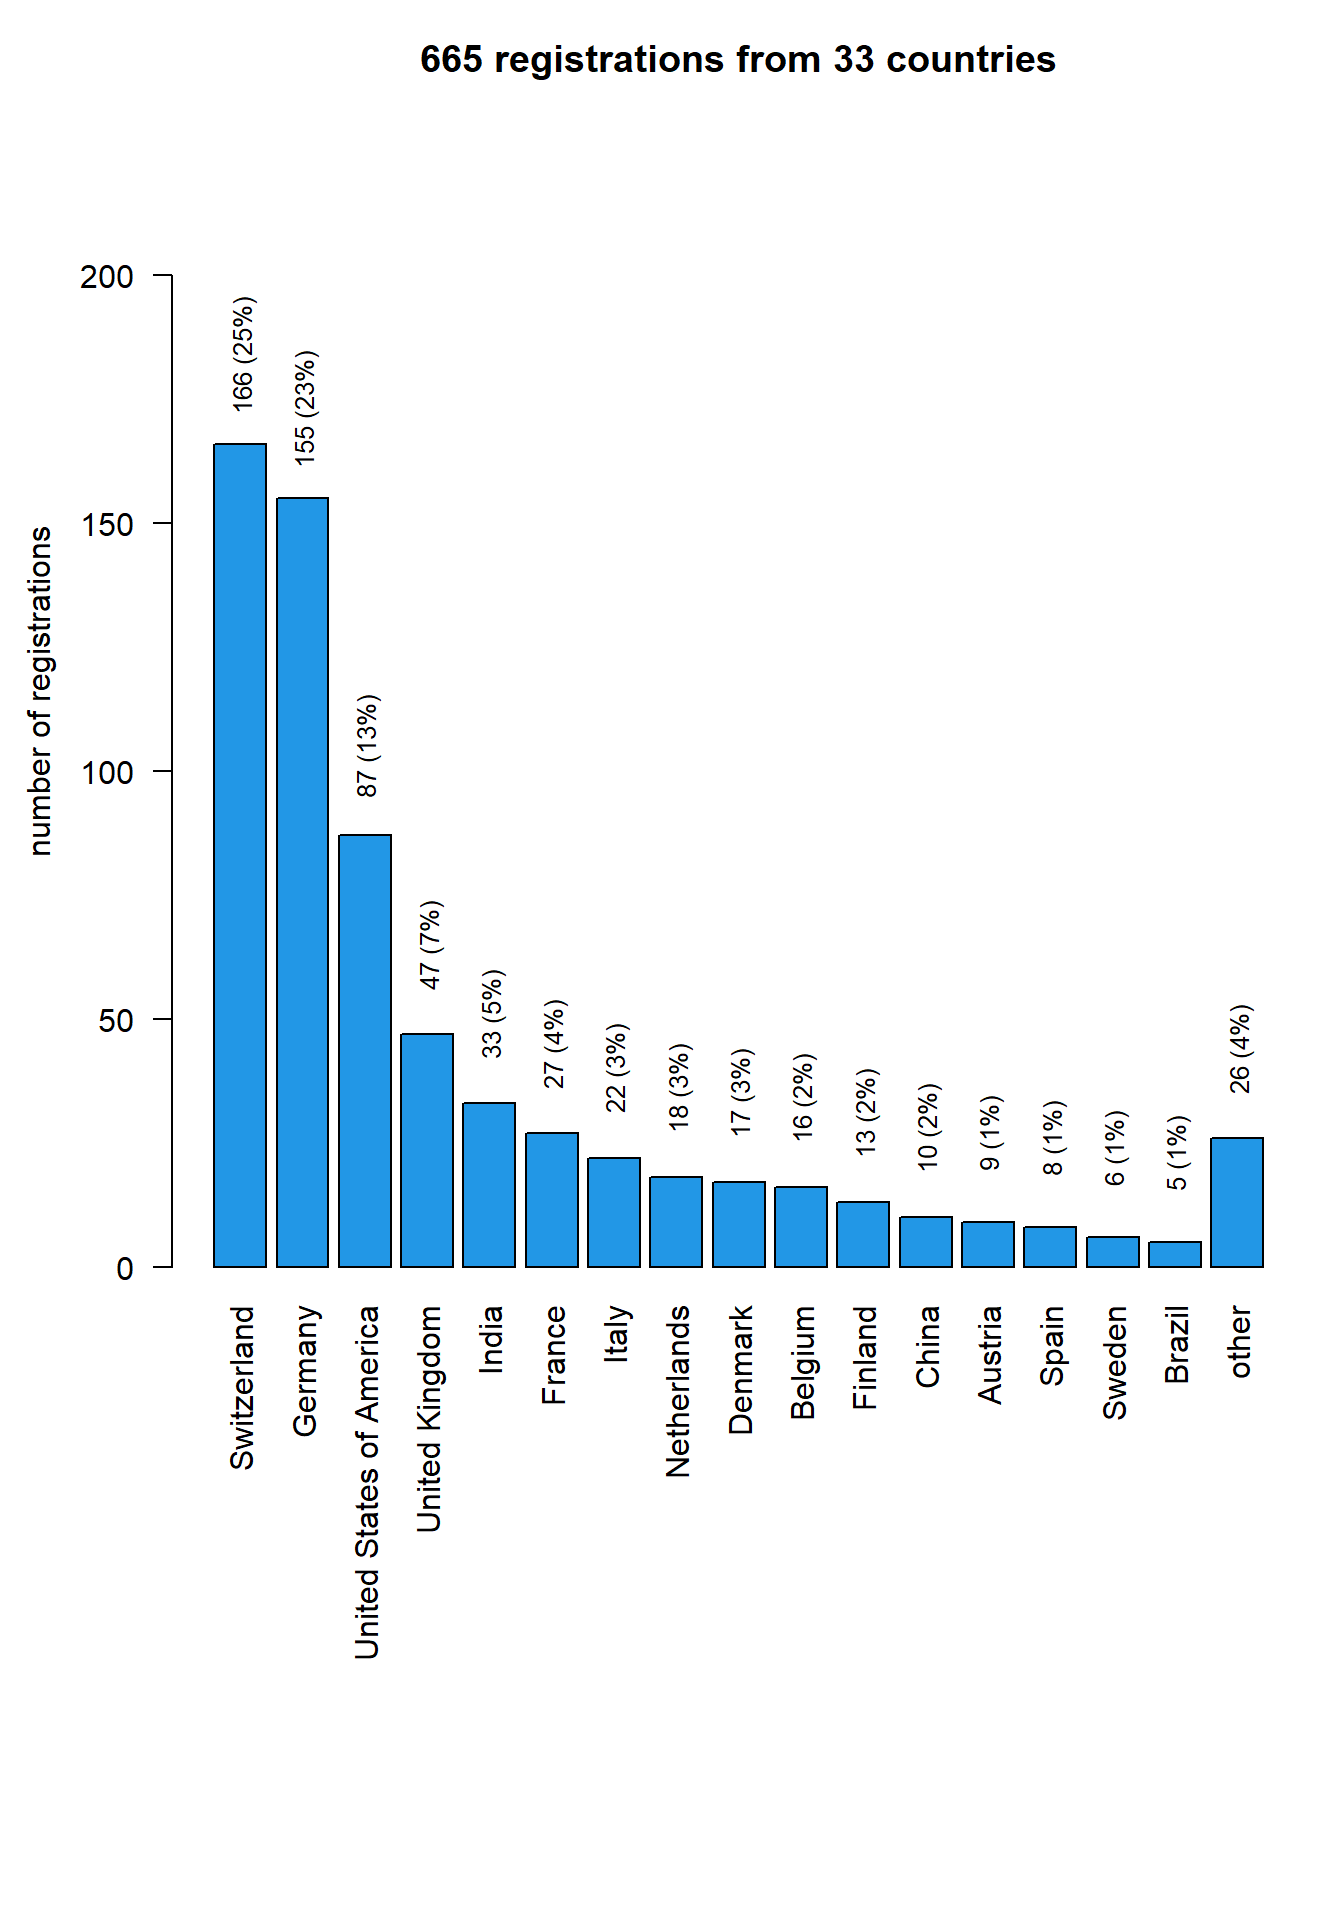 665 registrations from 33 countries
number of registrations
200
150
100
50
0
166 (25%)
155 (23%)
87 (13%)
47 (7%)
33 (5%)
27 (4%)
22 (3%)
18 (3%)
17 (3%)
16 (2%)
13 (2%)
10 (2%)
9 (1%)
8 (1%)
6 (1%)
5 (1%)
26 (4%)
Switzerland
Germany
United States of America
United Kingdom
India
France
Italy
Netherlands
Denmark
Belgium
Finland
China
Austria
Spain
Sweden
Brazil
other